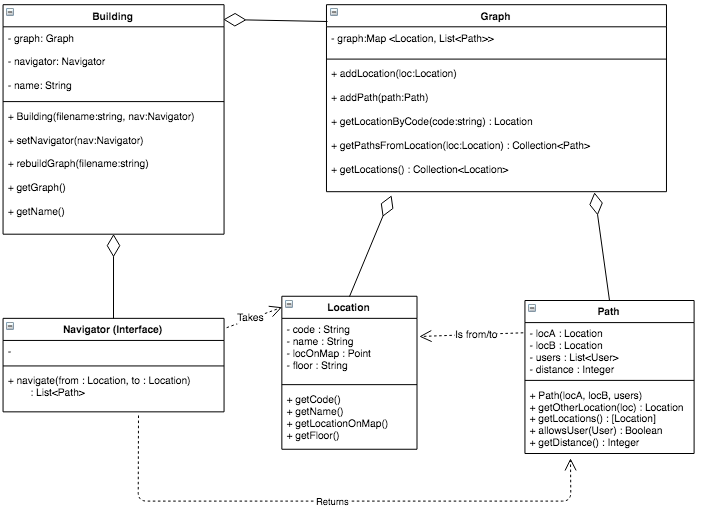 Building
- graph: Graph
- navigator: Navigator
- name: String
+ Building(filename:string, nav:Navigator)
+ setNavigator(nav:Navigator)
+ rebuildGraph(filename:string)
+ getGraph()
+ getName()
Graph
- graph:Map <Location, List<Path>>
+ addLocation(loc:Location)
+ addPath(path:Path)
+ getLocationByCode(code:string) : Location
+ getPathsFromLocation(loc:Location) : Collection<Path>
+ getLocations() : Collection<Location>
Navigator (Interface)
-
+ navigate(from : Location, to : Location)
: List<Path>
Takes
Location
- code : String
- name : String
- locOnMap : Point
- floor : String
+ getCode()
+ getName()
+ getLocationOnMap()
+ getFloor()
Is from/to
Path
- locA : Location
- locB : Location
- users : List<User>
- distance : Integer
+ Path(locA, locB, users)
+ getOtherLocation(loc) : Location
+ getLocations() : [Location]
+ allowsUser(User) : Boolean
+ getDistance() : Integer
Returns